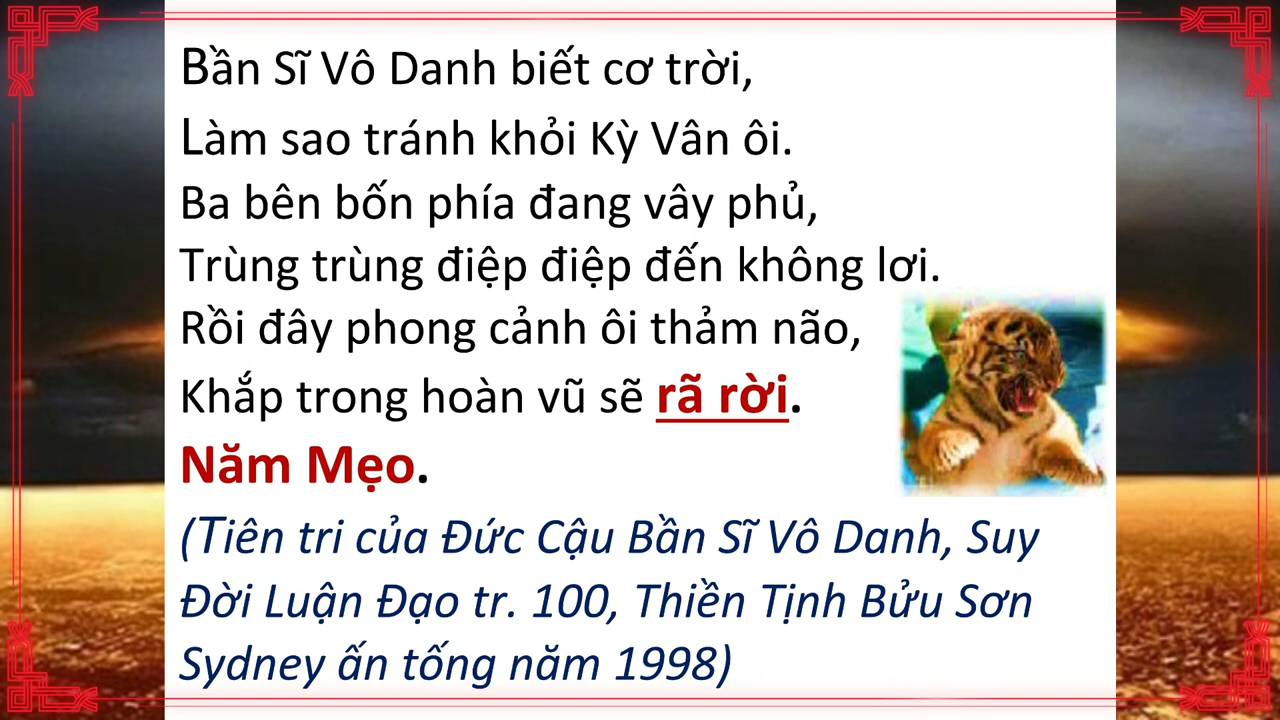 Bần Sĩ Vô Danh biết cơ trời,
Làm sao tránh khỏi Kỳ Vân ôi.
Ba bên bốn phía đang vây phủ,
Trùng trùng điệp điệp đến không lơi.
Rồi đây phong cảnh ôi thảm não,
Khắp trong hoàn vũ sẽ rã rời.
Năm Mẹo.
(Tiên tri của Đức Cậu Bần Sĩ Vô Danh, Suy
Đời Luận Đạo tr. 100, Thiền Tịnh Bửu Sơn
Sydney ấn tống năm 1998)